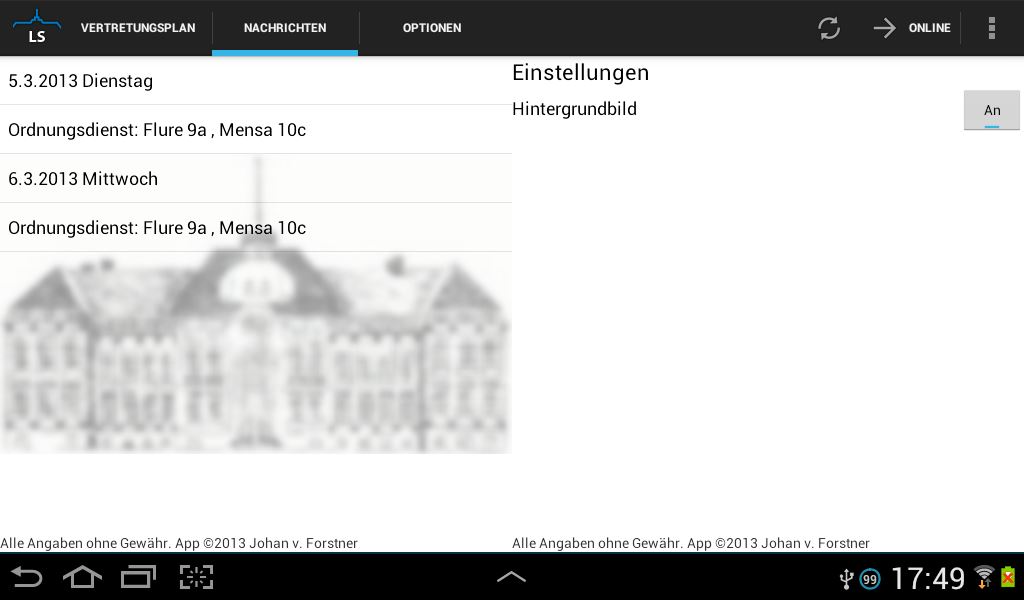 LS
VERTRETUNGSPLAN
NACHRICHTEN
OPTIONEN
ONLINE
5.3.2013 Dienstag
Ordnungsdienst: Flure 9a , Mensa 10c
6.3.2013 Mittwoch
Ordnungsdienst: Flure 9a , Mensa 10c
Alle Angaben ohne Gewähr. App ©2013 Johan v. Forstner
Einstellungen
Hintergrundbild
An
Alle Angaben ohne Gewähr. App ©2013 Johan v. Forstner
99
17:49